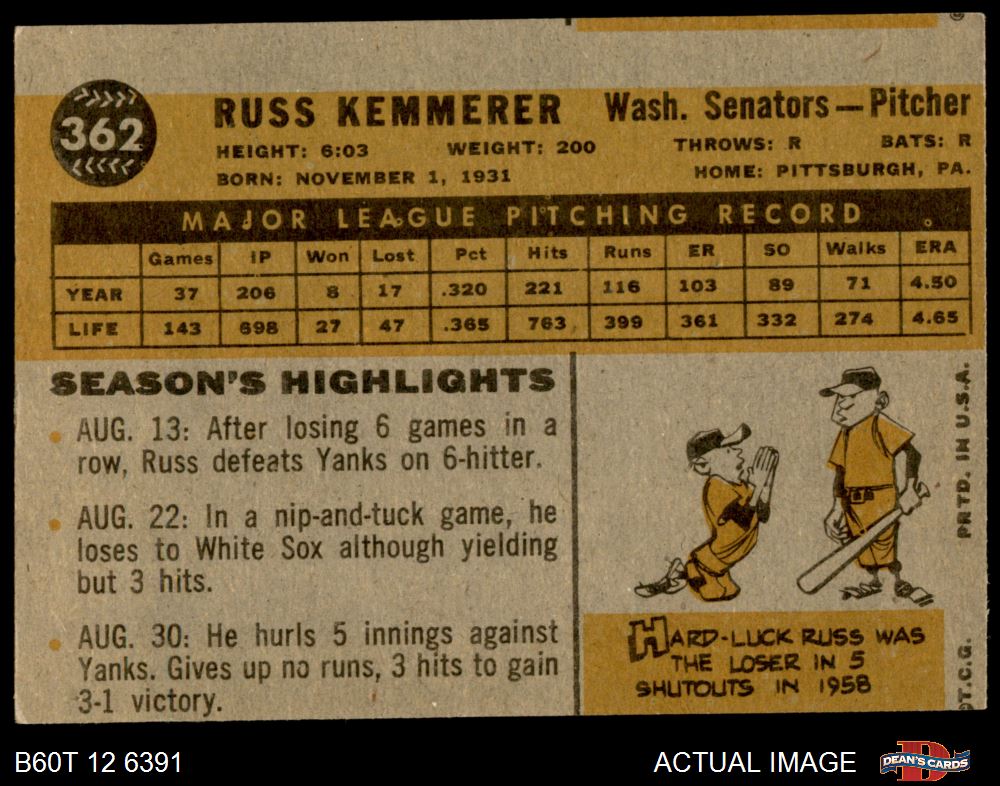 362
RUSS KEMMERER Wash. Senators—Pitcher
HEIGHT: 6:03 WEIGHT: 200 THROWS: R BATS: R
BORN: NOVEMBER 1, 1931 HOME: PITTSBURGH, PA.
MAJOR LEAGUE PITCHING RECORD
Games IP Won Lost Pct Hits Runs ER SO Walks ERA
YEAR 37 206 8 17 .320 221 116 103 89 71 4.50
LIFE 143 698 27 47 .365 763 399 361 332 274 4.65
SEASON'S HIGHLIGHTS
AUG. 13: After losing 6 games in a
row, Russ defeats Yanks on 6-hitter.
AUG. 22: In a nip-and-tuck game, he
loses to White Sox although yielding
but 3 hits.
AUG. 30: He hurls 5 innings against
Yanks. Gives up no runs, 3 hits to gain
3-1 victory.
HARD-LUCK RUSS WAS
THE LOSER IN 5
SHUTOUTS IN 1958
T.C.G. PRTD. IN U.S.A.
B60T 12 6391 ACTUAL IMAGE DEAN'S CARDS